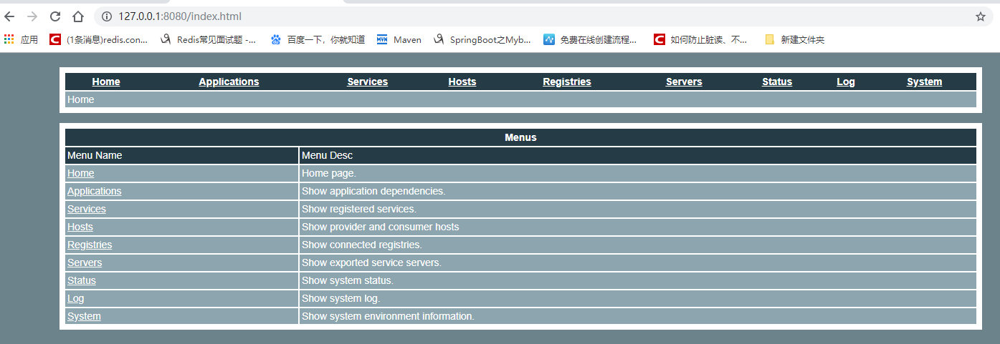 127.0.0.1:8080/index.html
应用 (1条消息)redis.con... Redis常见面试题 -... 百度一下，你就知道 Maven SpringBoot之Myb... 免费在线创建流程... 如何防止脏读、不... 新建文件夹
Home Applications Services Hosts Registries Servers Status Log System
Home
Menus
Menu Name Menu Desc
Home Home page.
Applications Show application dependencies.
Services Show registered services.
Hosts Show provider and consumer hosts
Registries Show connected registries.
Servers Show exported service servers.
Status Show system status.
Log Show system log.
System Show system environment information.